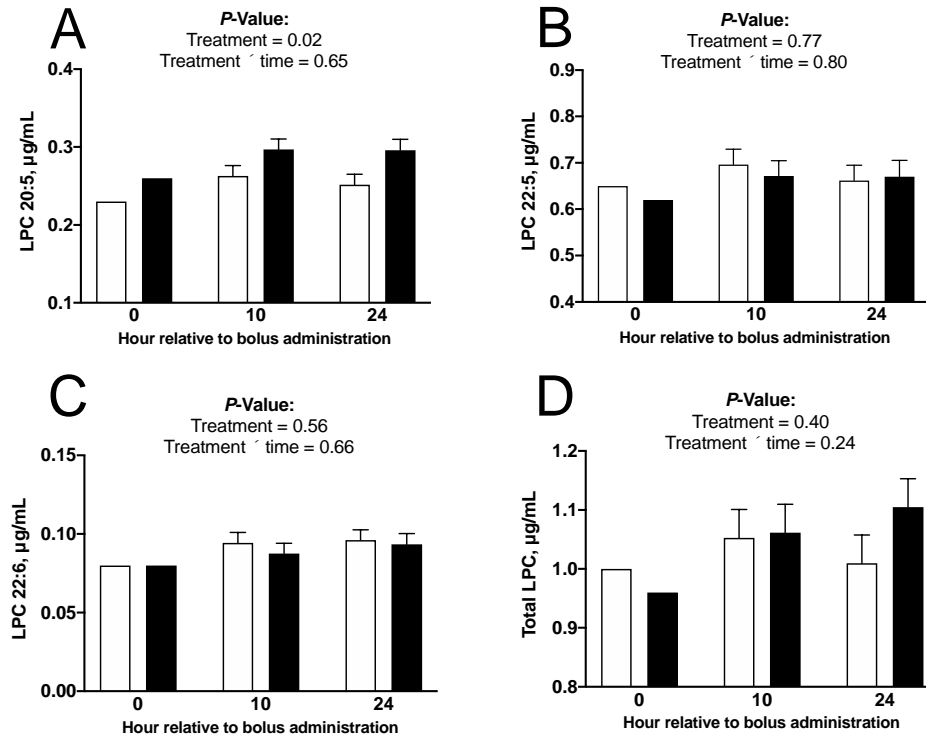 A
P-Value:
Treatment = 0.02
Treatment ´ time = 0.65
0.4
0.3
0.2
0.1
LPC 20:5, µg/mL
0 10 24
Hour relative to bolus administration
B
P-Value:
Treatment = 0.77
Treatment ´ time = 0.80
0.9
0.8
0.7
0.6
0.5
0.4
LPC 22:5, µg/mL
0 10 24
Hour relative to bolus administration
C
P-Value:
Treatment = 0.56
Treatment ´ time = 0.66
0.15
0.10
0.05
0.00
LPC 22:6, µg/mL
0 10 24
Hour relative to bolus administration
D
P-Value:
Treatment = 0.40
Treatment ´ time = 0.24
1.2
1.1
1.0
0.9
0.8
Total LPC, µg/mL
0 10 24
Hour relative to bolus administration